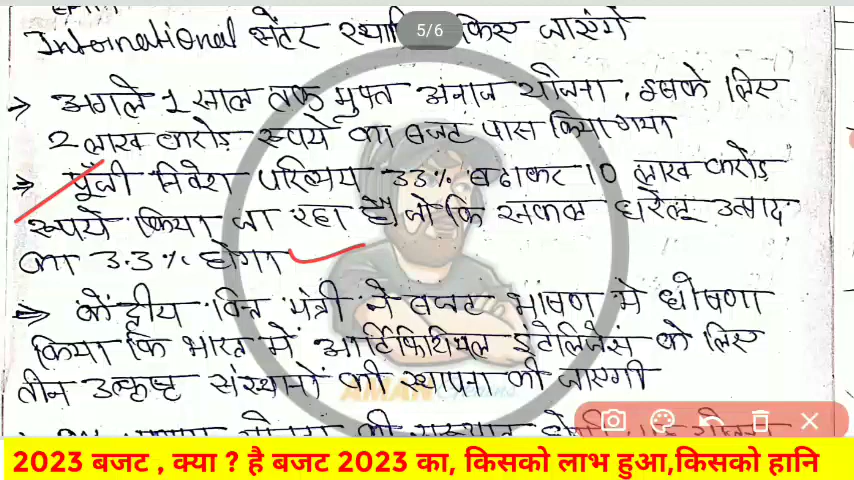 International सेंटर स्था 5/6 किए जाएंगे
→ अगले 1 साल तक मुफ्त अनाज योजना, इसके लिए
2 लाख करोड़ रूपये का बजट पास किया गया
→ पूँजी निवेश परिव्यय 33% बढाकर 10 लाख करोड़
रूपये किया जा रहा है जो कि सकल घरेलू उत्पाद
का 3.3% होगा
→ केंद्रीय वित्त मंत्री ने बजट भाषण मे घोषणा
किया कि भारत में आर्टिफिशियल इंटेलिजेंस के लिए
तीन उत्कृष्ट संस्थानों की स्थापना की जाएगी
AMAN
2023 बजट , क्या ? है बजट 2023 का, किसको लाभ हुआ,किसको हानि